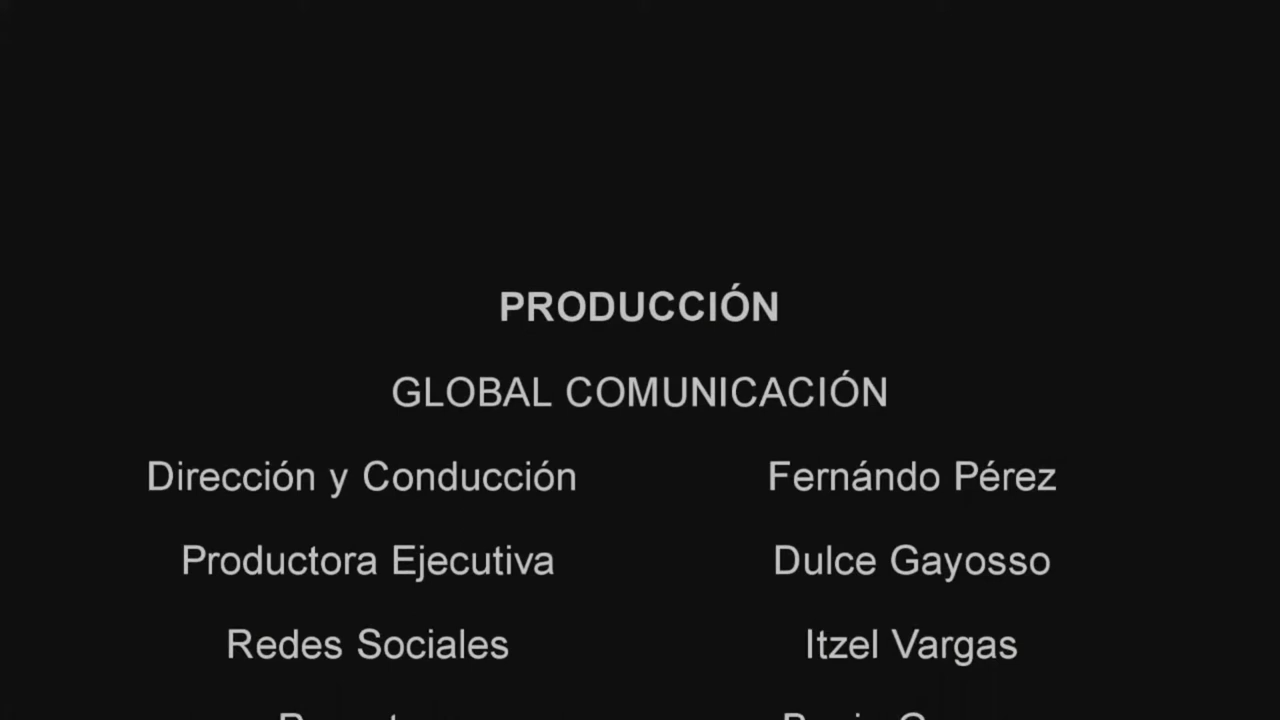 PRODUCCIÓN
GLOBAL COMUNICACIÓN
Dirección y Conducción Fernándo Pérez
Productora Ejecutiva Dulce Gayosso
Redes Sociales Itzel Vargas